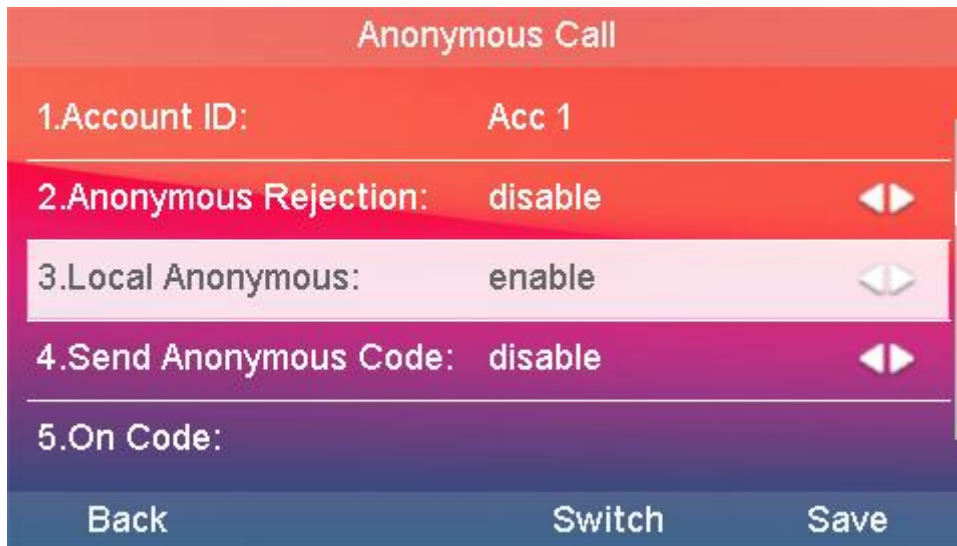 Anonymous Call
1.Account ID: Acc 1
2.Anonymous Rejection: disable
3.Local Anonymous: enable
4.Send Anonymous Code: disable
5.On Code:
Back Switch Save